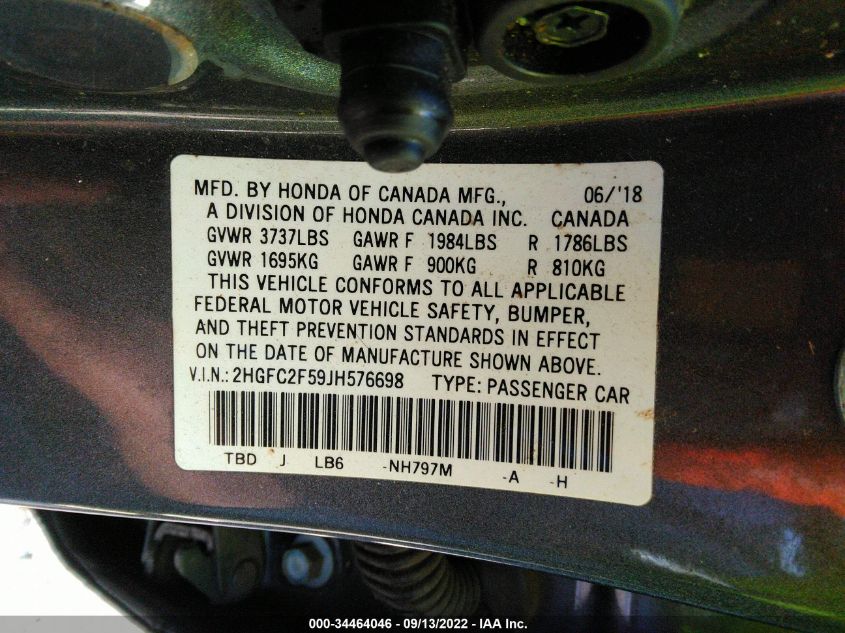 MFD. BY HONDA OF CANADA MFG., 06/'18
A DIVISION OF HONDA CANADA INC. CANADA
GVWR 3737LBS GAWR F 1984LBS R 1786LBS
GVWR 1695KG GAWR F 900KG R 810KG
THIS VEHICLE CONFORMS TO ALL APPLICABLE
FEDERAL MOTOR VEHICLE SAFETY, BUMPER,
AND THEFT PREVENTION STANDARDS IN EFFECT
ON THE DATE OF MANUFACTURE SHOWN ABOVE.
V.I.N.: 2HGFC2F59JH576698 TYPE: PASSENGER CAR
TBD J LB6 -NH797M -A -H
000-34464046 - 09/13/2022 - IAA Inc.